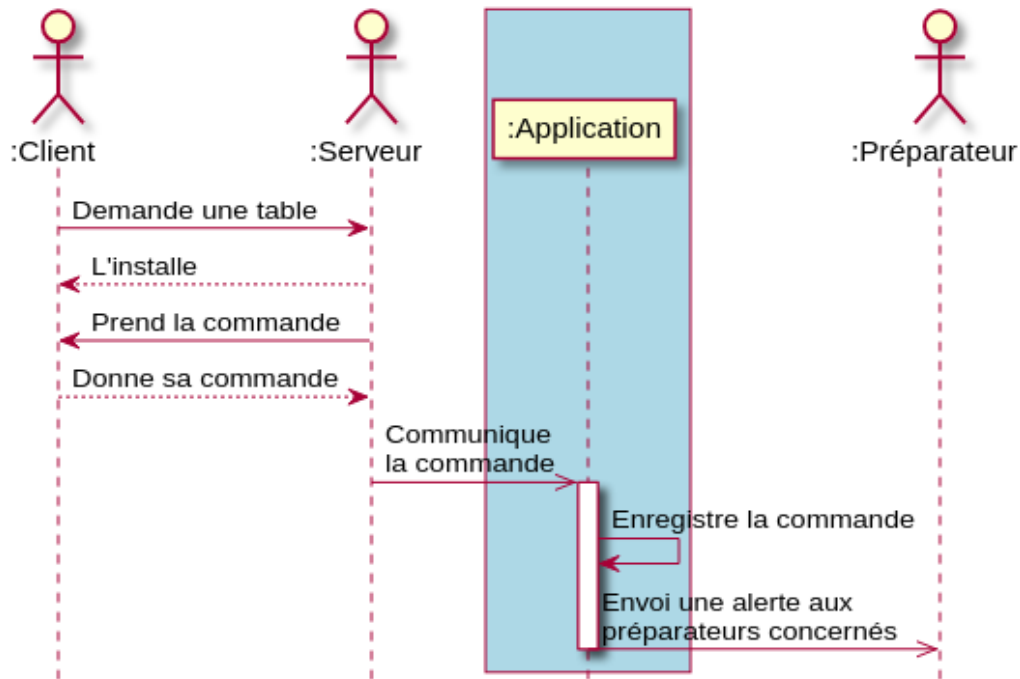 :Client
:Serveur
:Application
:Préparateur
Demande une table
L'installe
Prend la commande
Donne sa commande
Communique
la commande
Enregistre la commande
Envoi une alerte aux
préparateurs concernés